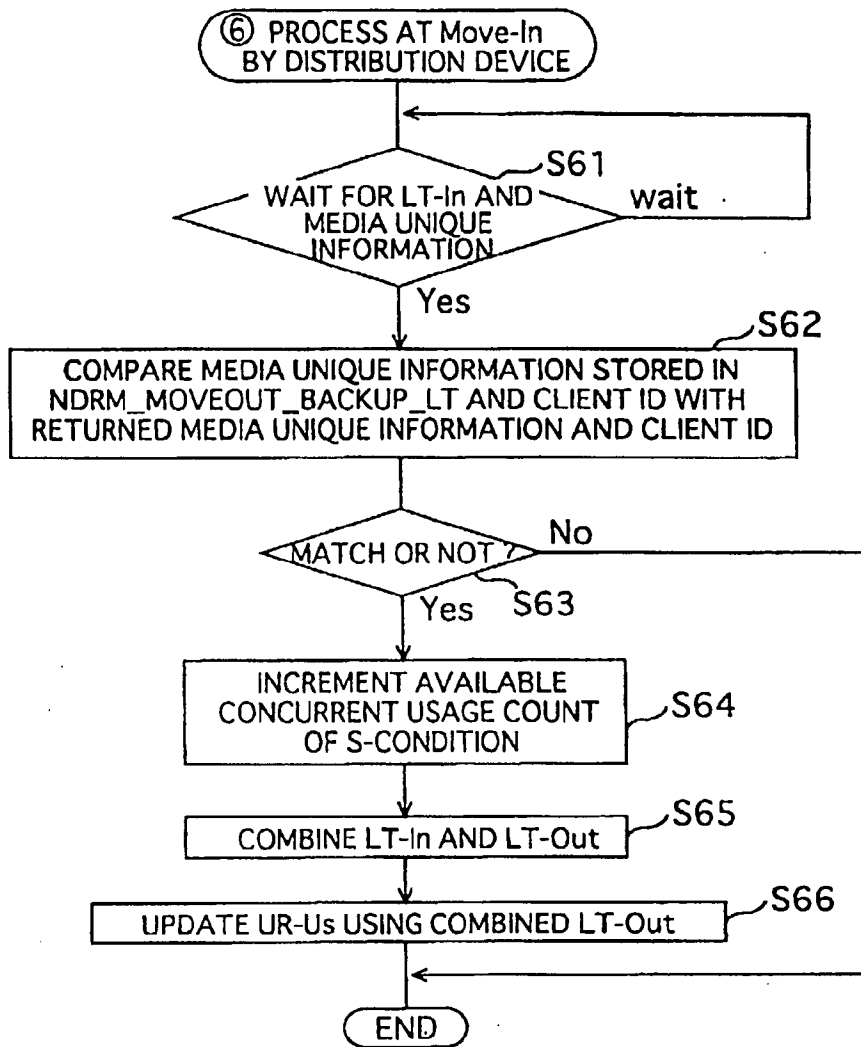 ⑥ PROCESS AT Move-In
BY DISTRIBUTION DEVICE
S61
WAIT FOR LT-In AND
MEDIA UNIQUE
INFORMATION
wait
Yes
S62
COMPARE MEDIA UNIQUE INFORMATION STORED IN
NDRM_MOVEOUT_BACKUP_LT AND CLIENT ID WITH
RETURNED MEDIA UNIQUE INFORMATION AND CLIENT ID
MATCH OR NOT ?
No
S63
Yes
INCREMENT AVAILABLE
CONCURRENT USAGE COUNT
OF S-CONDITION
S64
COMBINE LT-In AND LT-Out
S65
UPDATE UR-Us USING COMBINED LT-Out
S66
END